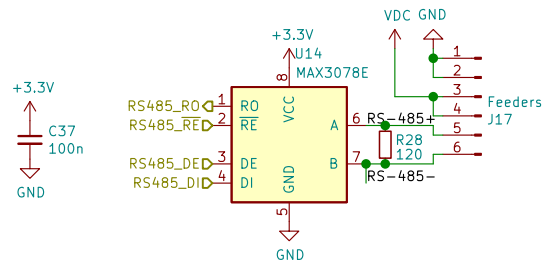 VDC GND
+3.3V
U14
MAX3078E
+3.3V
C37
100n
GND
RS485_RO 1 RO
RS485_RE 2 RE
RS485_DE 3 DE
RS485_DI 4 DI
8
VCC
GND
5
GND
A 6 RS-485+
B 7 RS-485-
R28
120
1
2
3
4
5
6
Feeders
J17